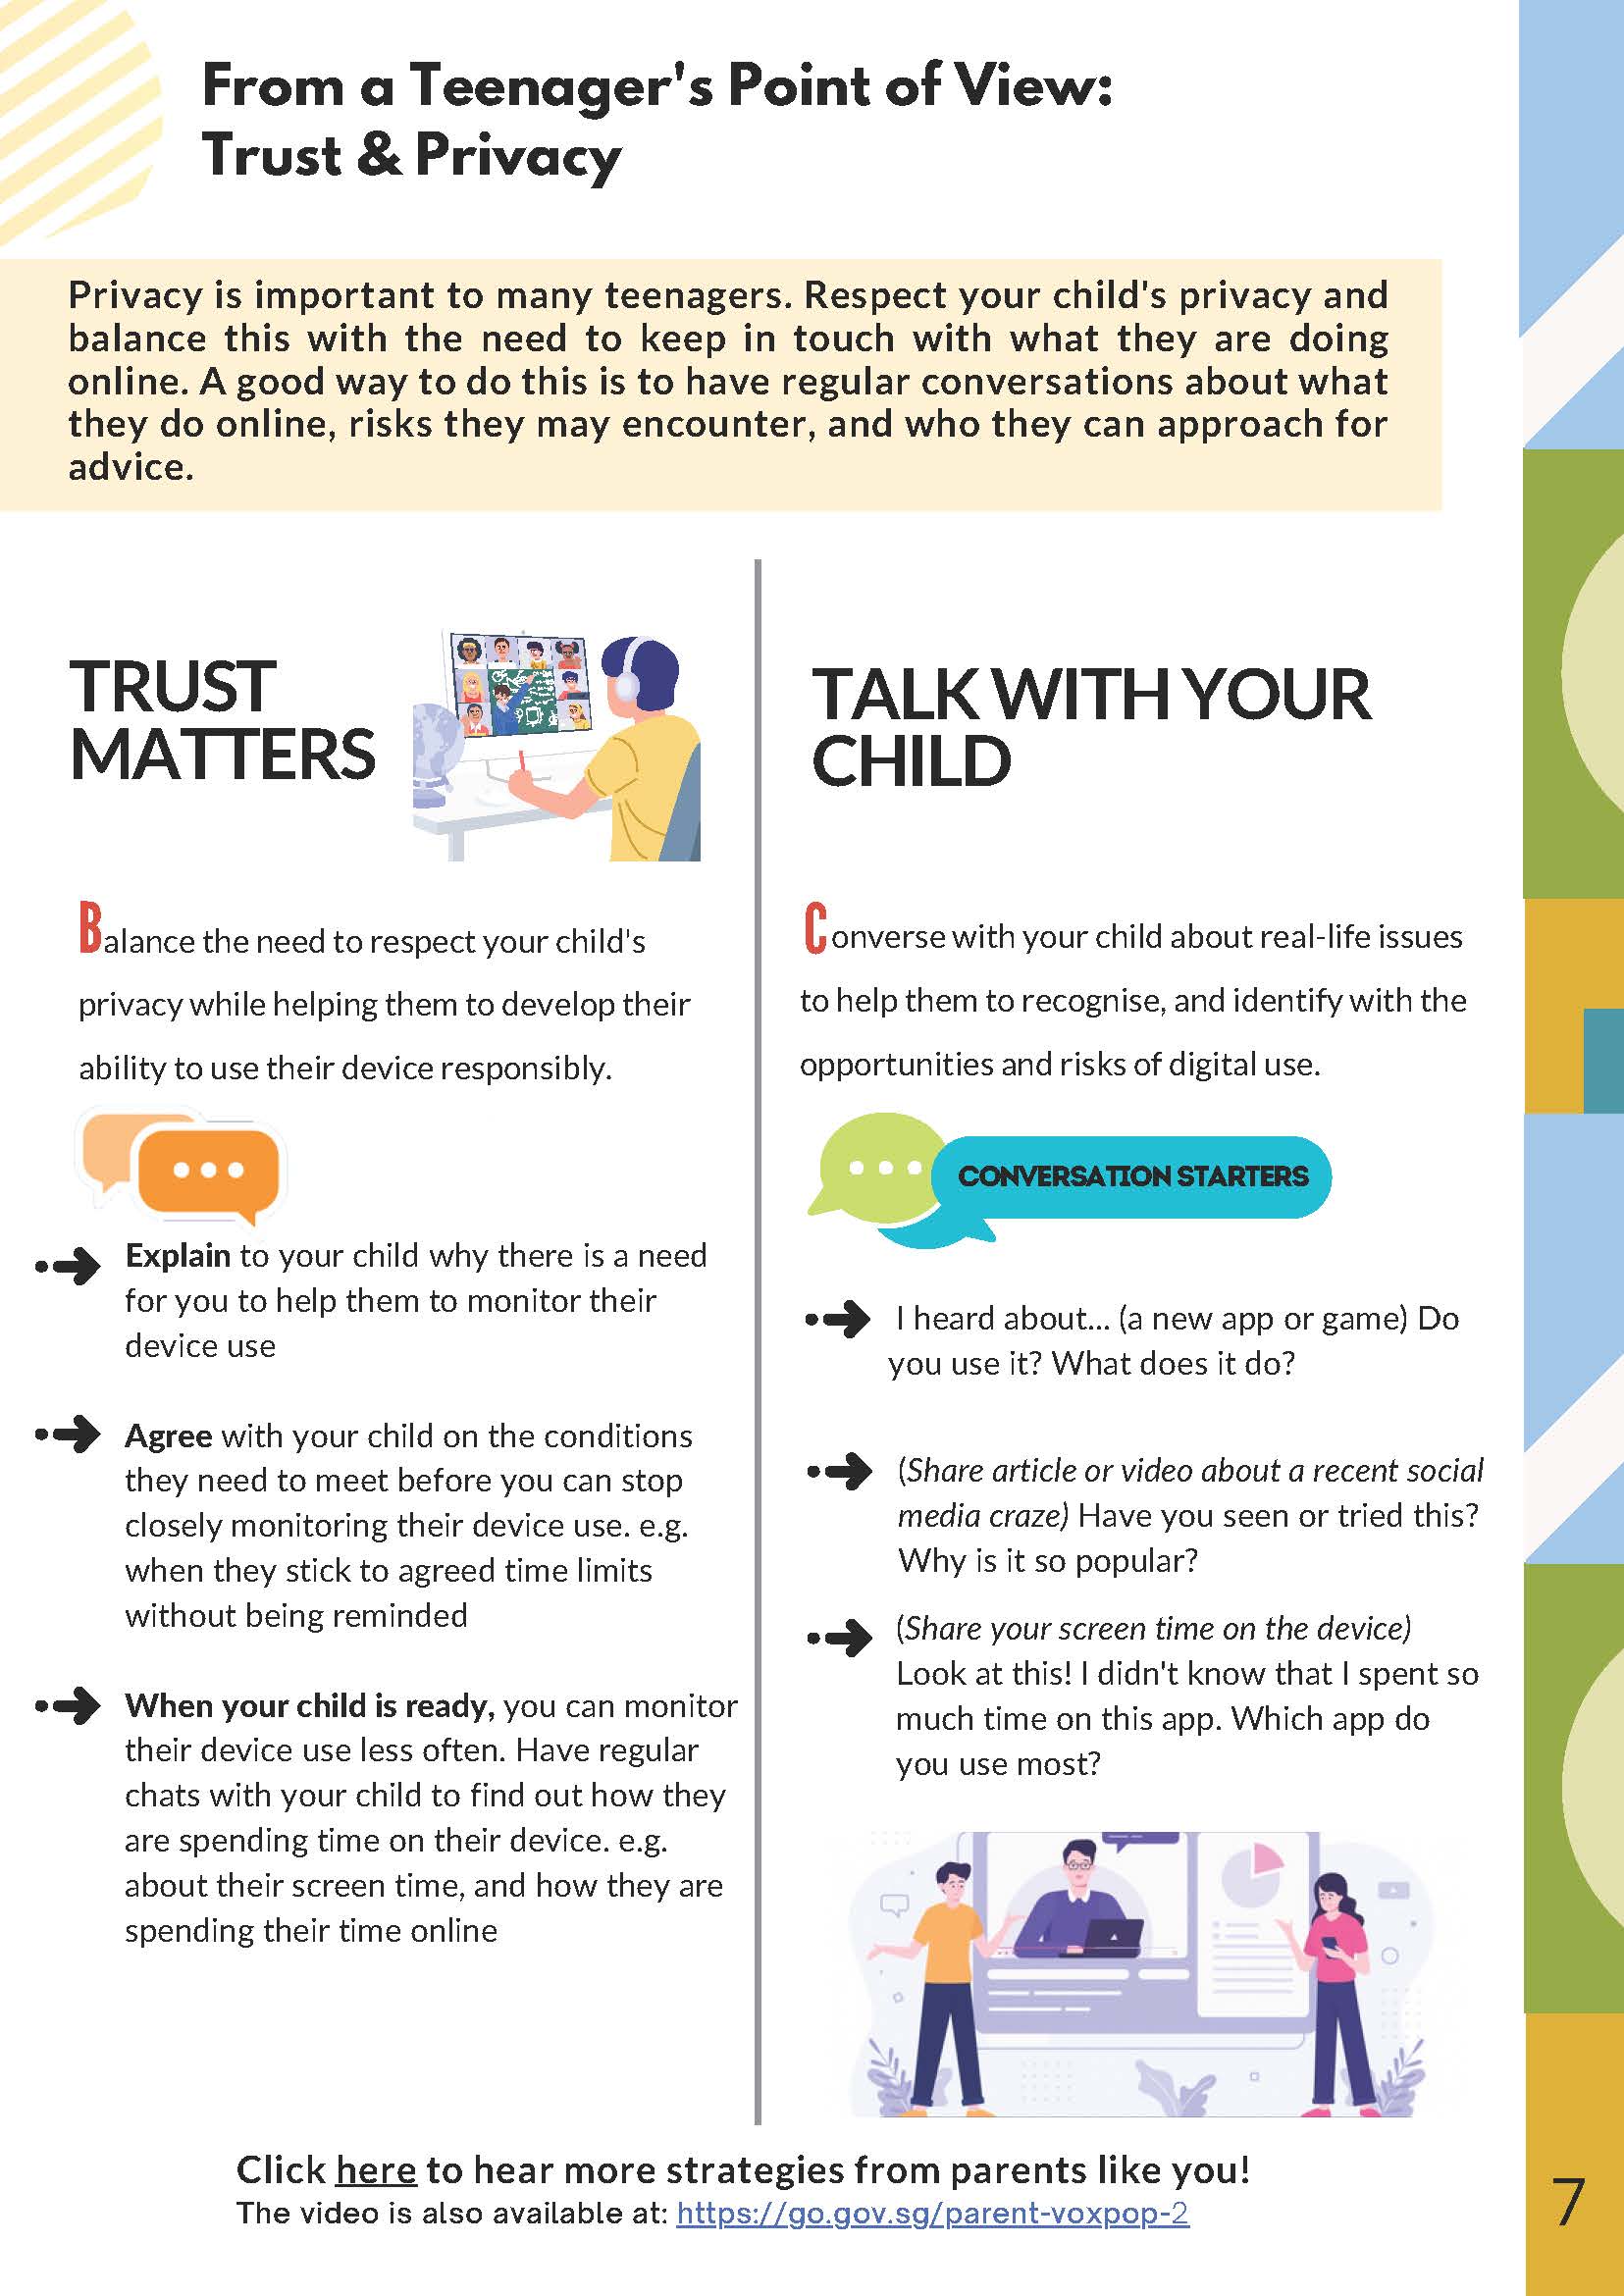 From a Teenager's Point of View:
Trust & Privacy
Privacy is important to many teenagers. Respect your child's privacy and
balance this with the need to keep in touch with what they are doing
online. A good way to do this is to have regular conversations about what
they do online, risks they may encounter, and who they can approach for
advice.
TRUST
MATTERS
Balance the need to respect your child's
privacy while helping them to develop their
ability to use their device responsibly.
Explain to your child why there is a need
for you to help them to monitor their
device use
Agree with your child on the conditions
they need to meet before you can stop
closely monitoring their device use. e.g.
when they stick to agreed time limits
without being reminded
When your child is ready, you can monitor
their device use less often. Have regular
chats with your child to find out how they
are spending time on their device. e.g.
about their screen time, and how they are
spending their time online
TALK WITH YOUR
CHILD
Converse with your child about real-life issues
to help them to recognise, and identify with the
opportunities and risks of digital use.
CONVERSATION STARTERS
I heard about... (a new app or game) Do
you use it? What does it do?
(Share article or video about a recent social
media craze) Have you seen or tried this?
Why is it so popular?
(Share your screen time on the device)
Look at this! I didn't know that I spent so
much time on this app. Which app do
you use most?
Click here to hear more strategies from parents like you!
The video is also available at: https://go.gov.sg/parent-voxpop-2
7